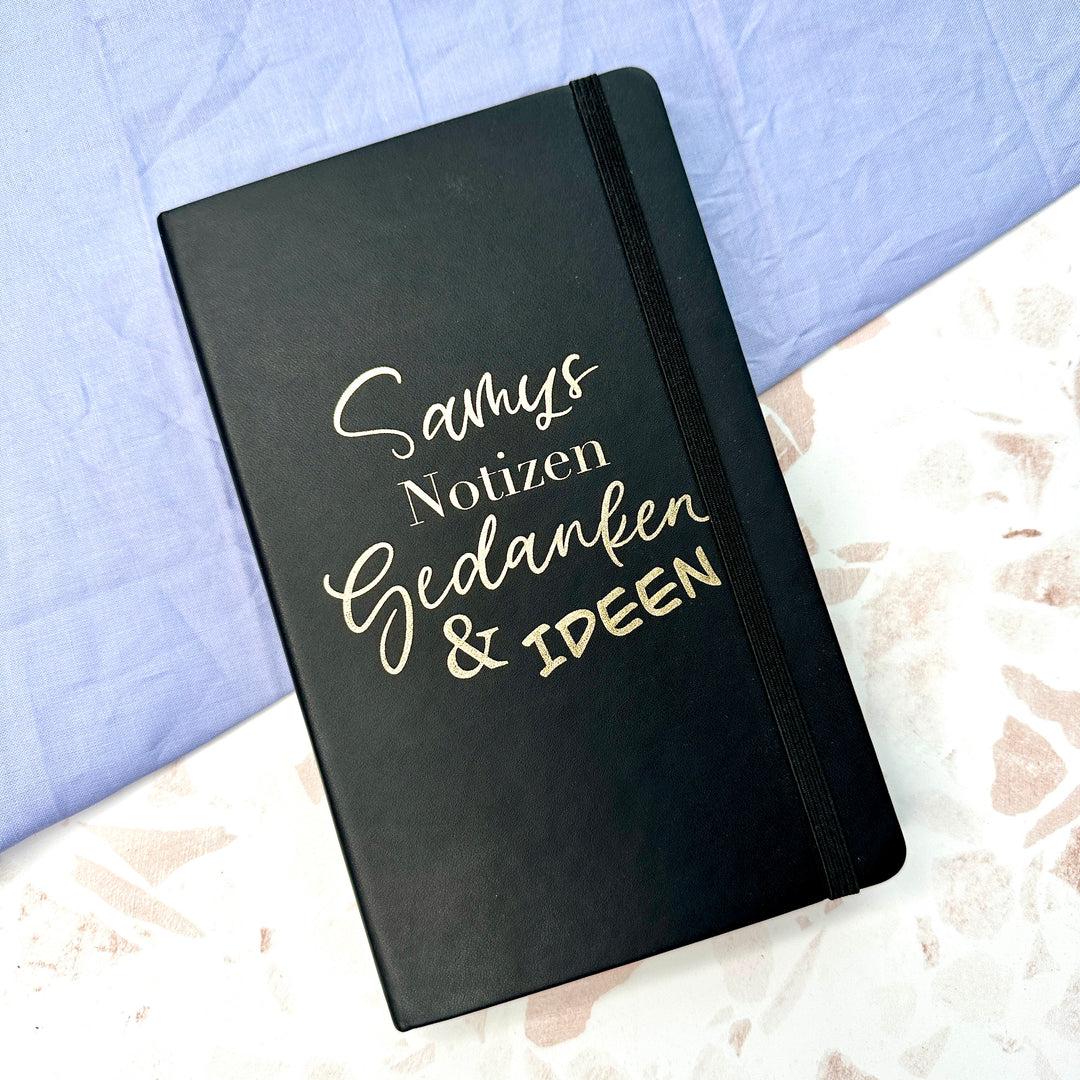 Samys
Notizen
Gedanken
& IDEEN